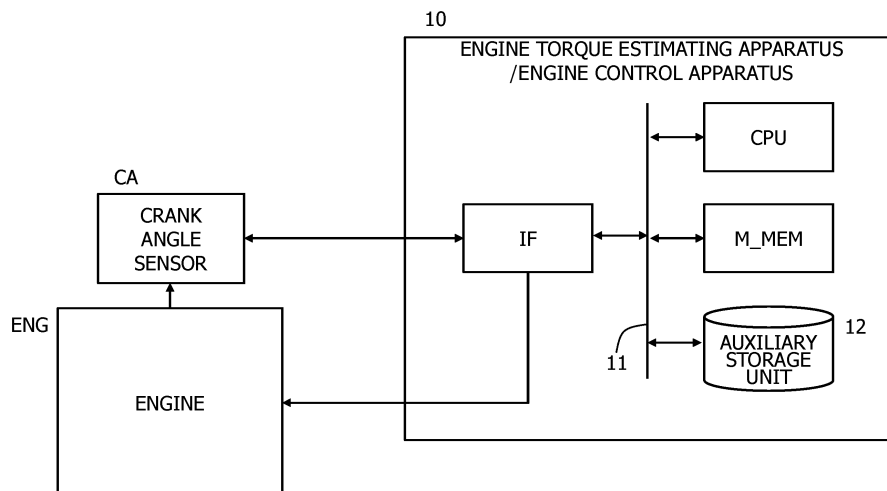 10
ENGINE TORQUE ESTIMATING APPARATUS
/ENGINE CONTROL APPARATUS
CPU
CA
CRANK
ANGLE
SENSOR
IF
M_MEM
ENG
ENGINE
11
12
AUXILIARY
STORAGE
UNIT